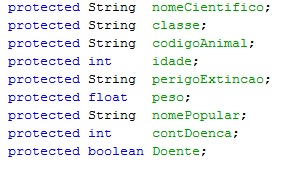 protected String nomeCientifico;
protected String classe;
protected String codigoAnimal;
protected int idade;
protected String perigoExtincao;
protected float peso;
protected String nomePopular;
protected int contDoenca;
protected boolean Doente;